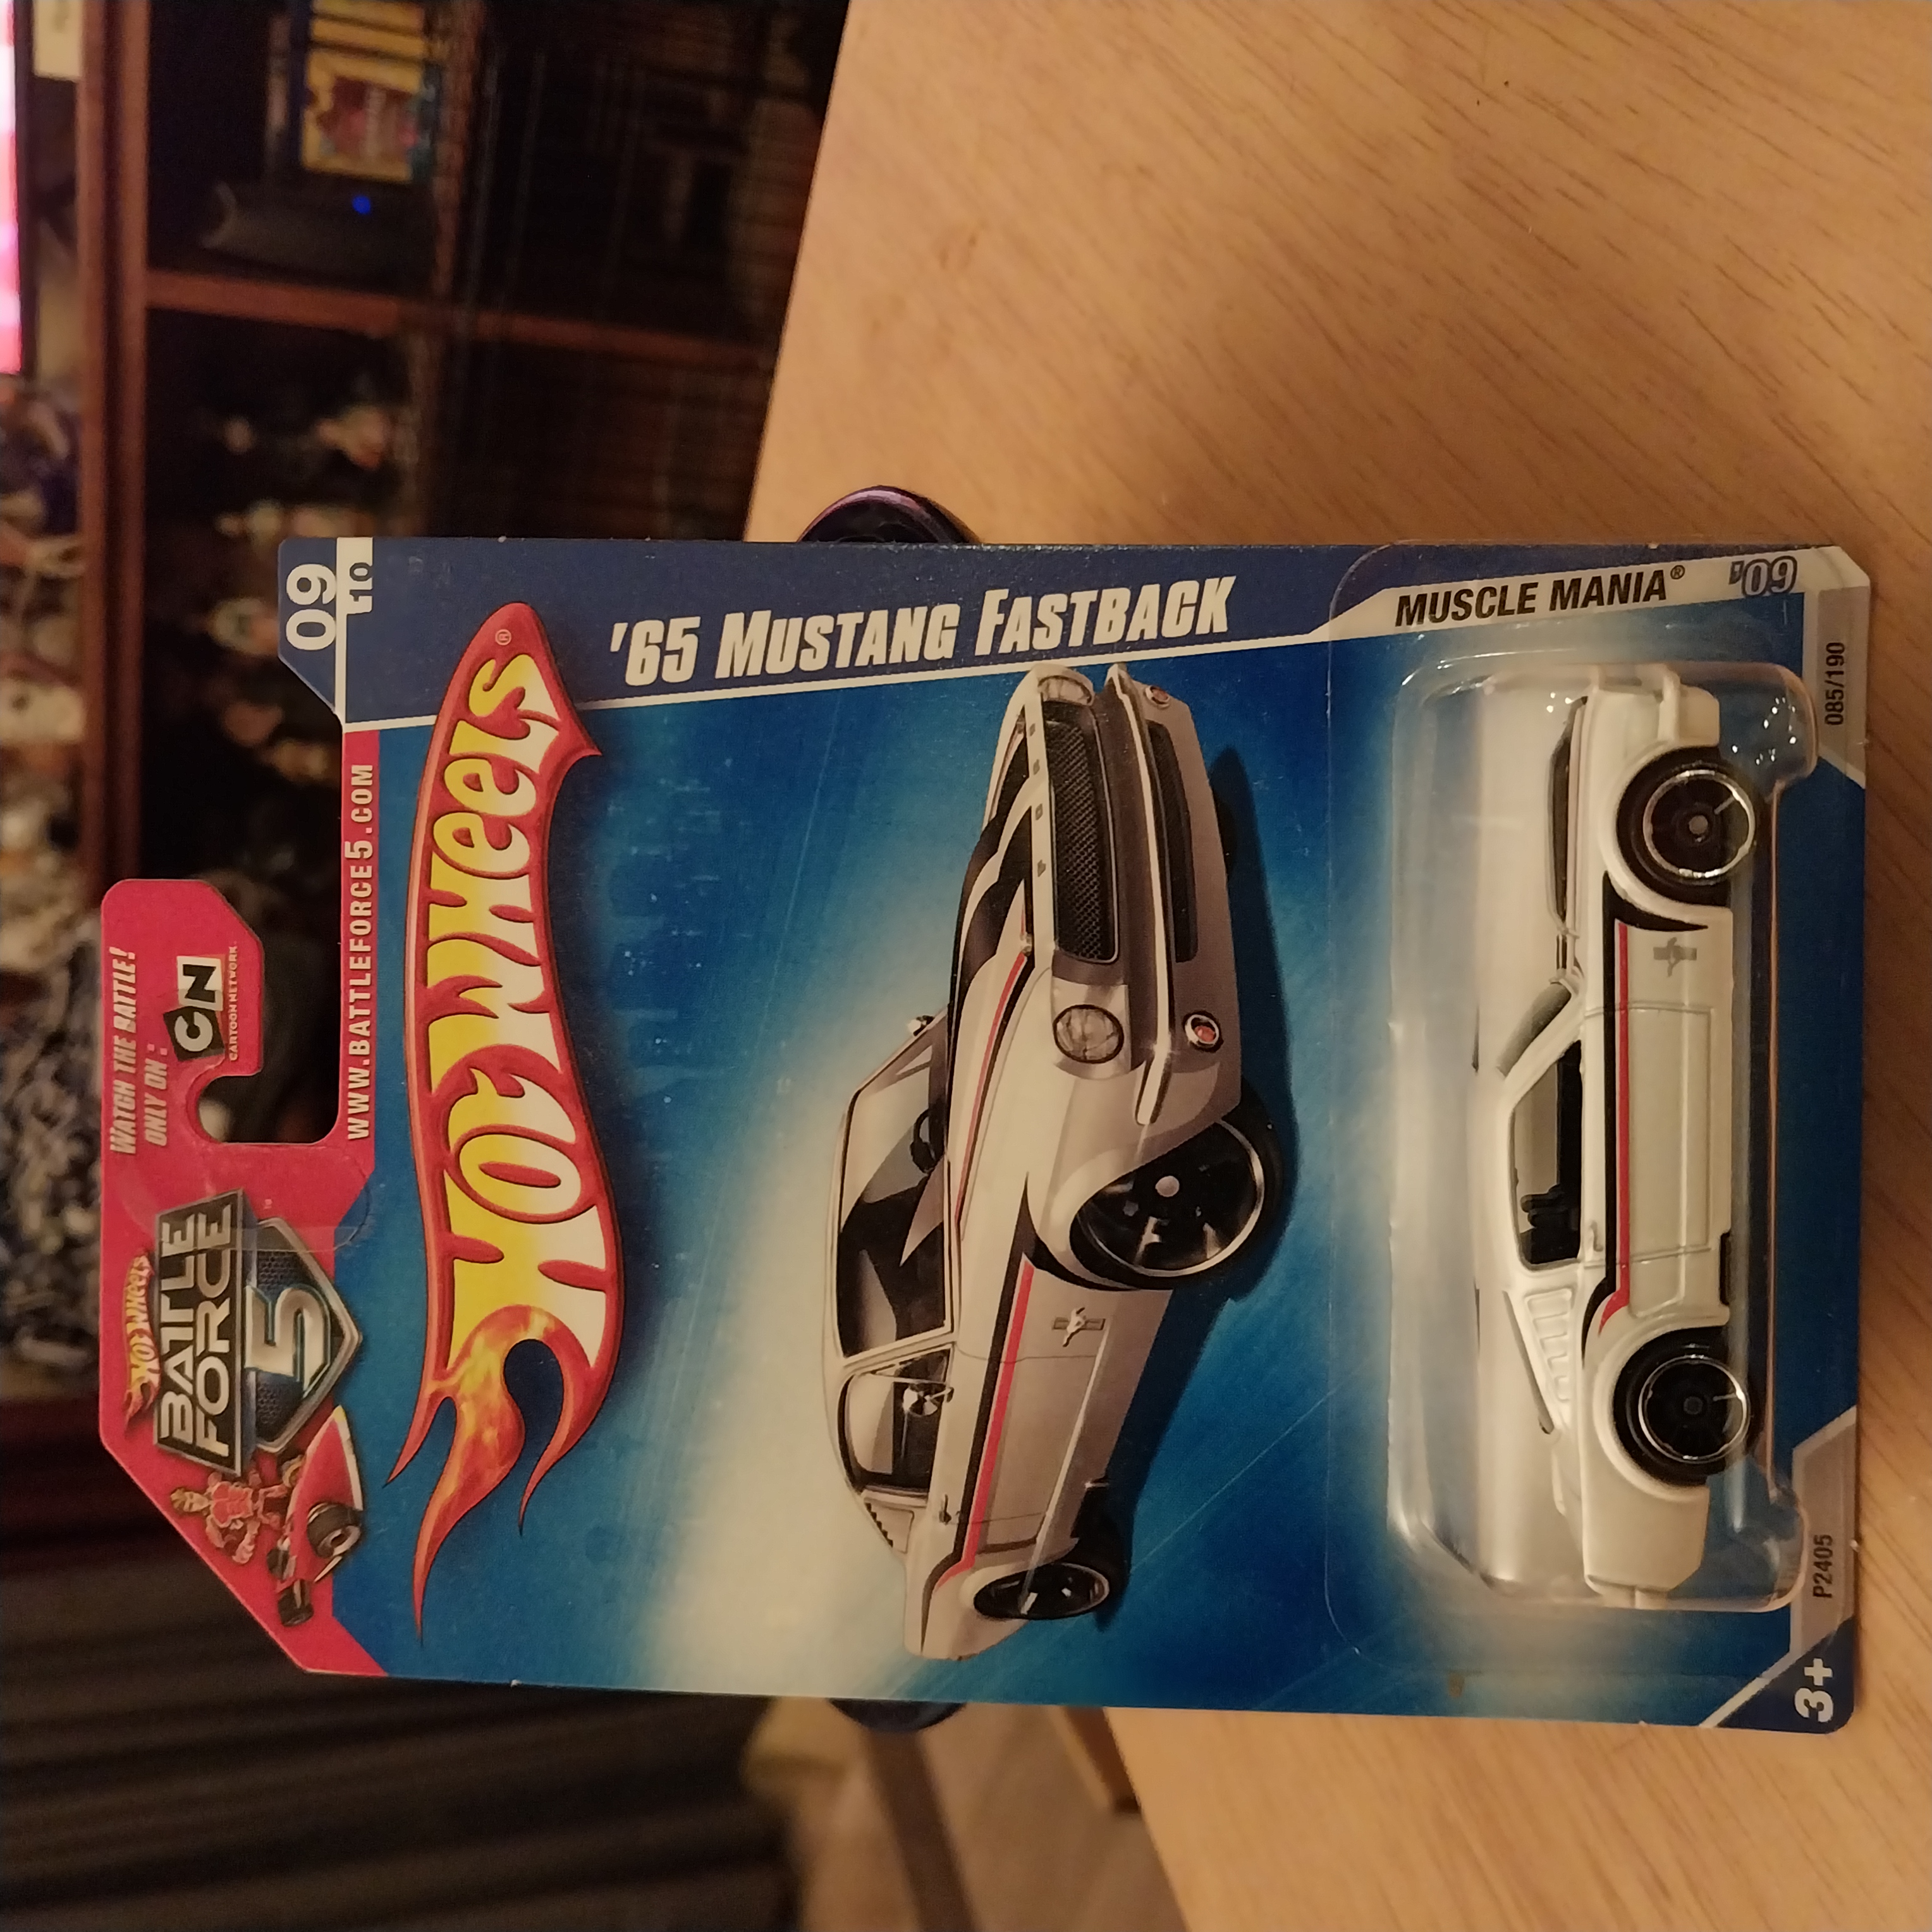 WATCH THE BATTLE!
ONLY ON:
CN
CARTOON NETWORK.
HOT WHEELS
BATTLE
FORCE
5
™
WWW.BATTLEFORCE5.COM
09
10
HOT WHEELS®
'65 MUSTANG FASTBACK
MUSCLE MANIA®
'09
3+
P2405
085/190